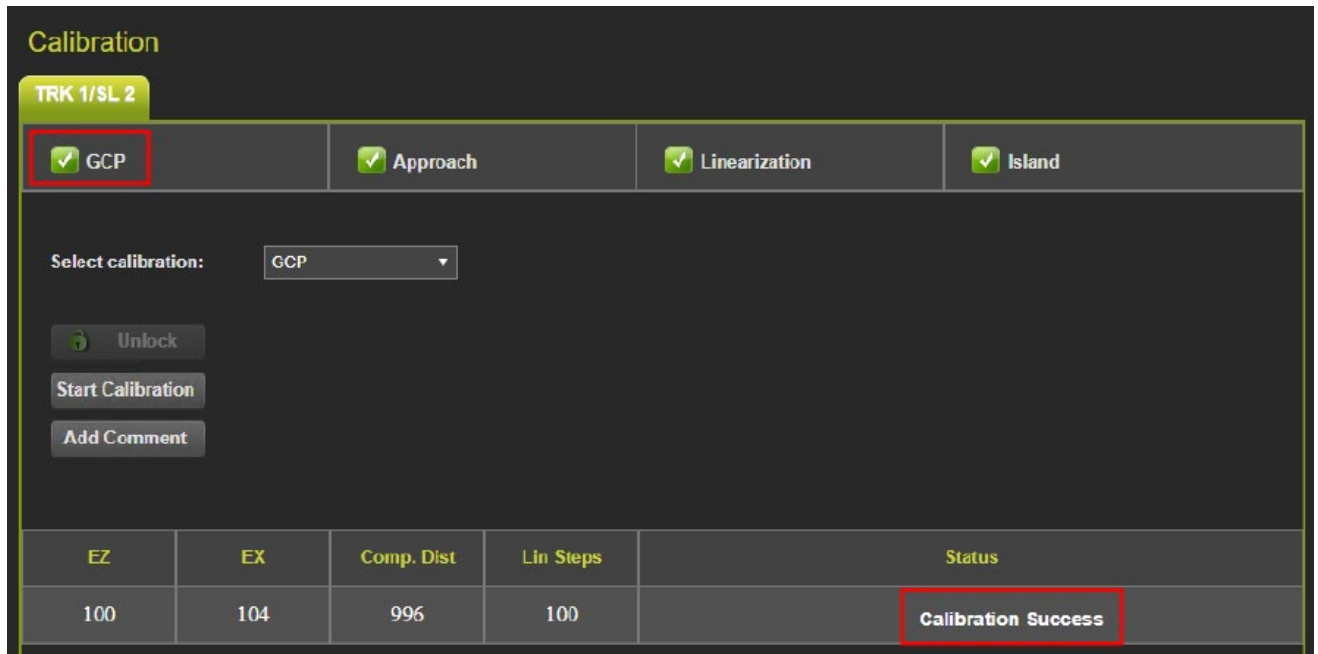 Calibration
TRK 1/SL 2
GCP Approach Linearization Island
Select calibration: GCP
Unlock
Start Calibration
Add Comment
EZ EX Comp. Dist Lin Steps Status
100 104 996 100 Calibration Success